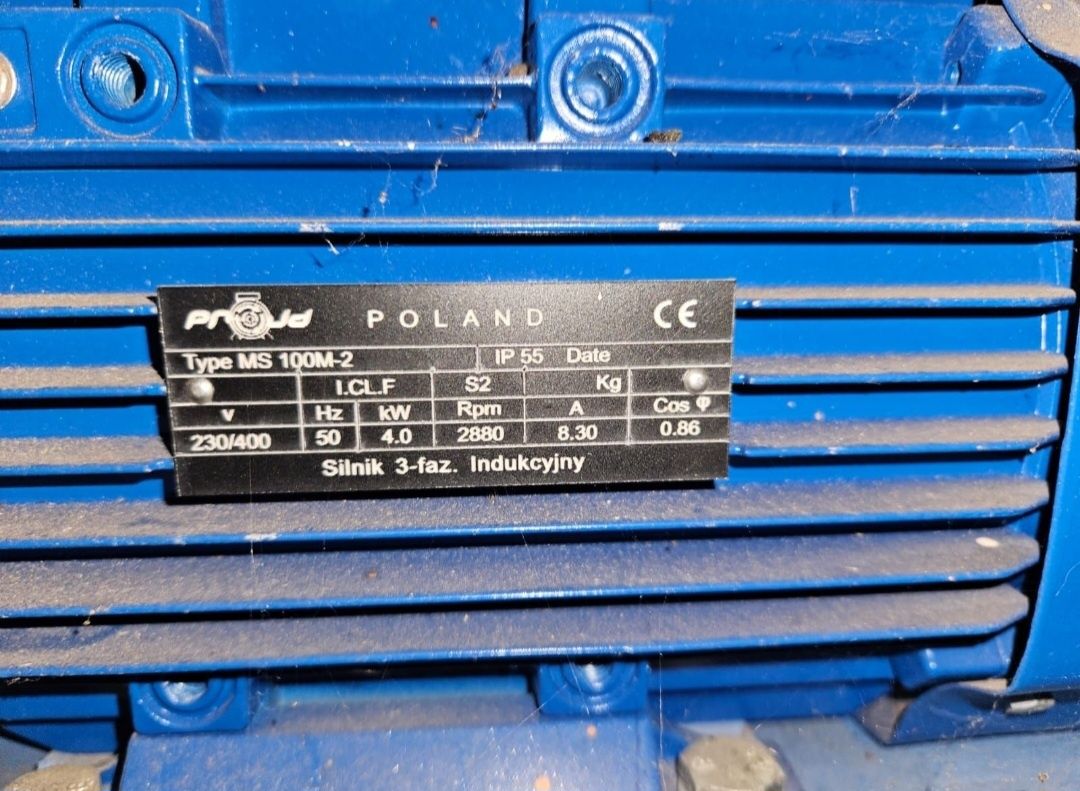 PROJD POLAND CE
Type MS 100M-2 IP 55 Date
I.CL.F S2 Kg
v Hz kW Rpm A Cos φ
230/400 50 4.0 2880 8.30 0.86
Silnik 3-faz. Indukcyjny